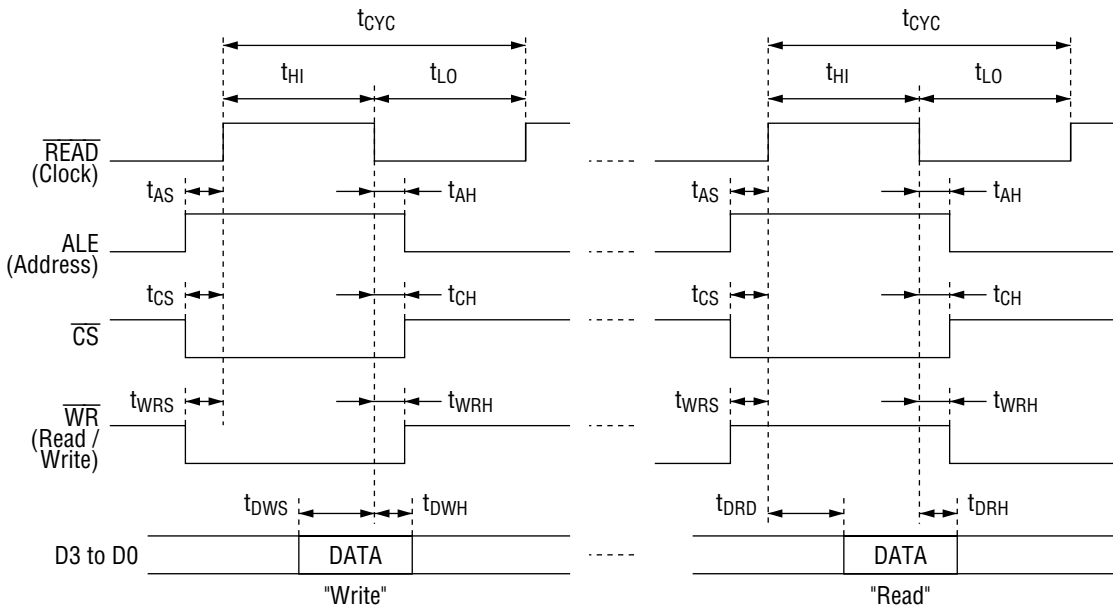 tCYC tCYC
tHI tLO tHI tLO
READ
(Clock)
tAS tAH tAS tAH
ALE
(Address)
tCS tCH tCS tCH
CS
tWRS tWRH tWRS tWRH
WR
(Read /
Write)
tDWS tDWH tDRD tDRH
D3 to D0 DATA DATA
"Write" "Read"